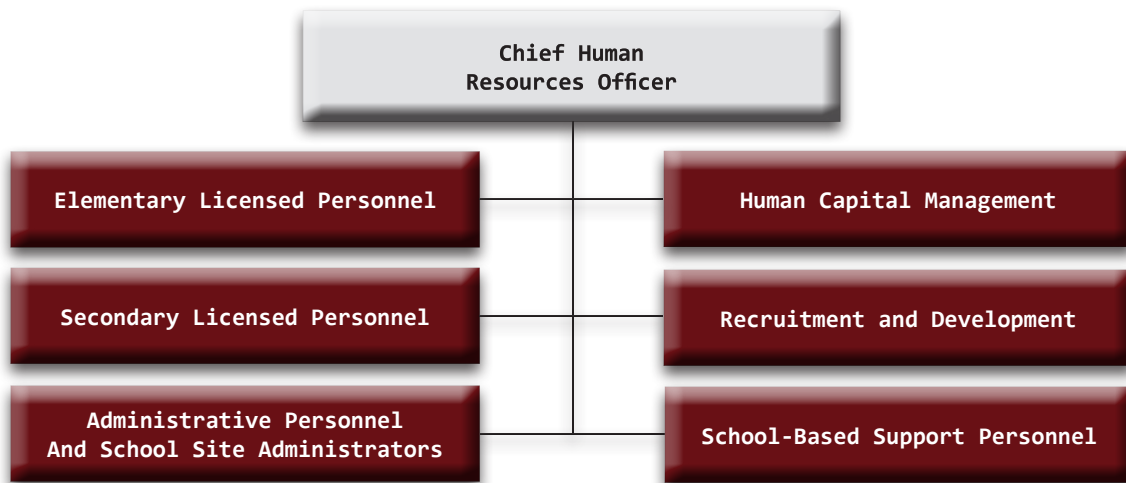 Chief Human
Resources Officer
Elementary Licensed Personnel
Human Capital Management
Secondary Licensed Personnel
Recruitment and Development
Administrative Personnel
And School Site Administrators
School-Based Support Personnel